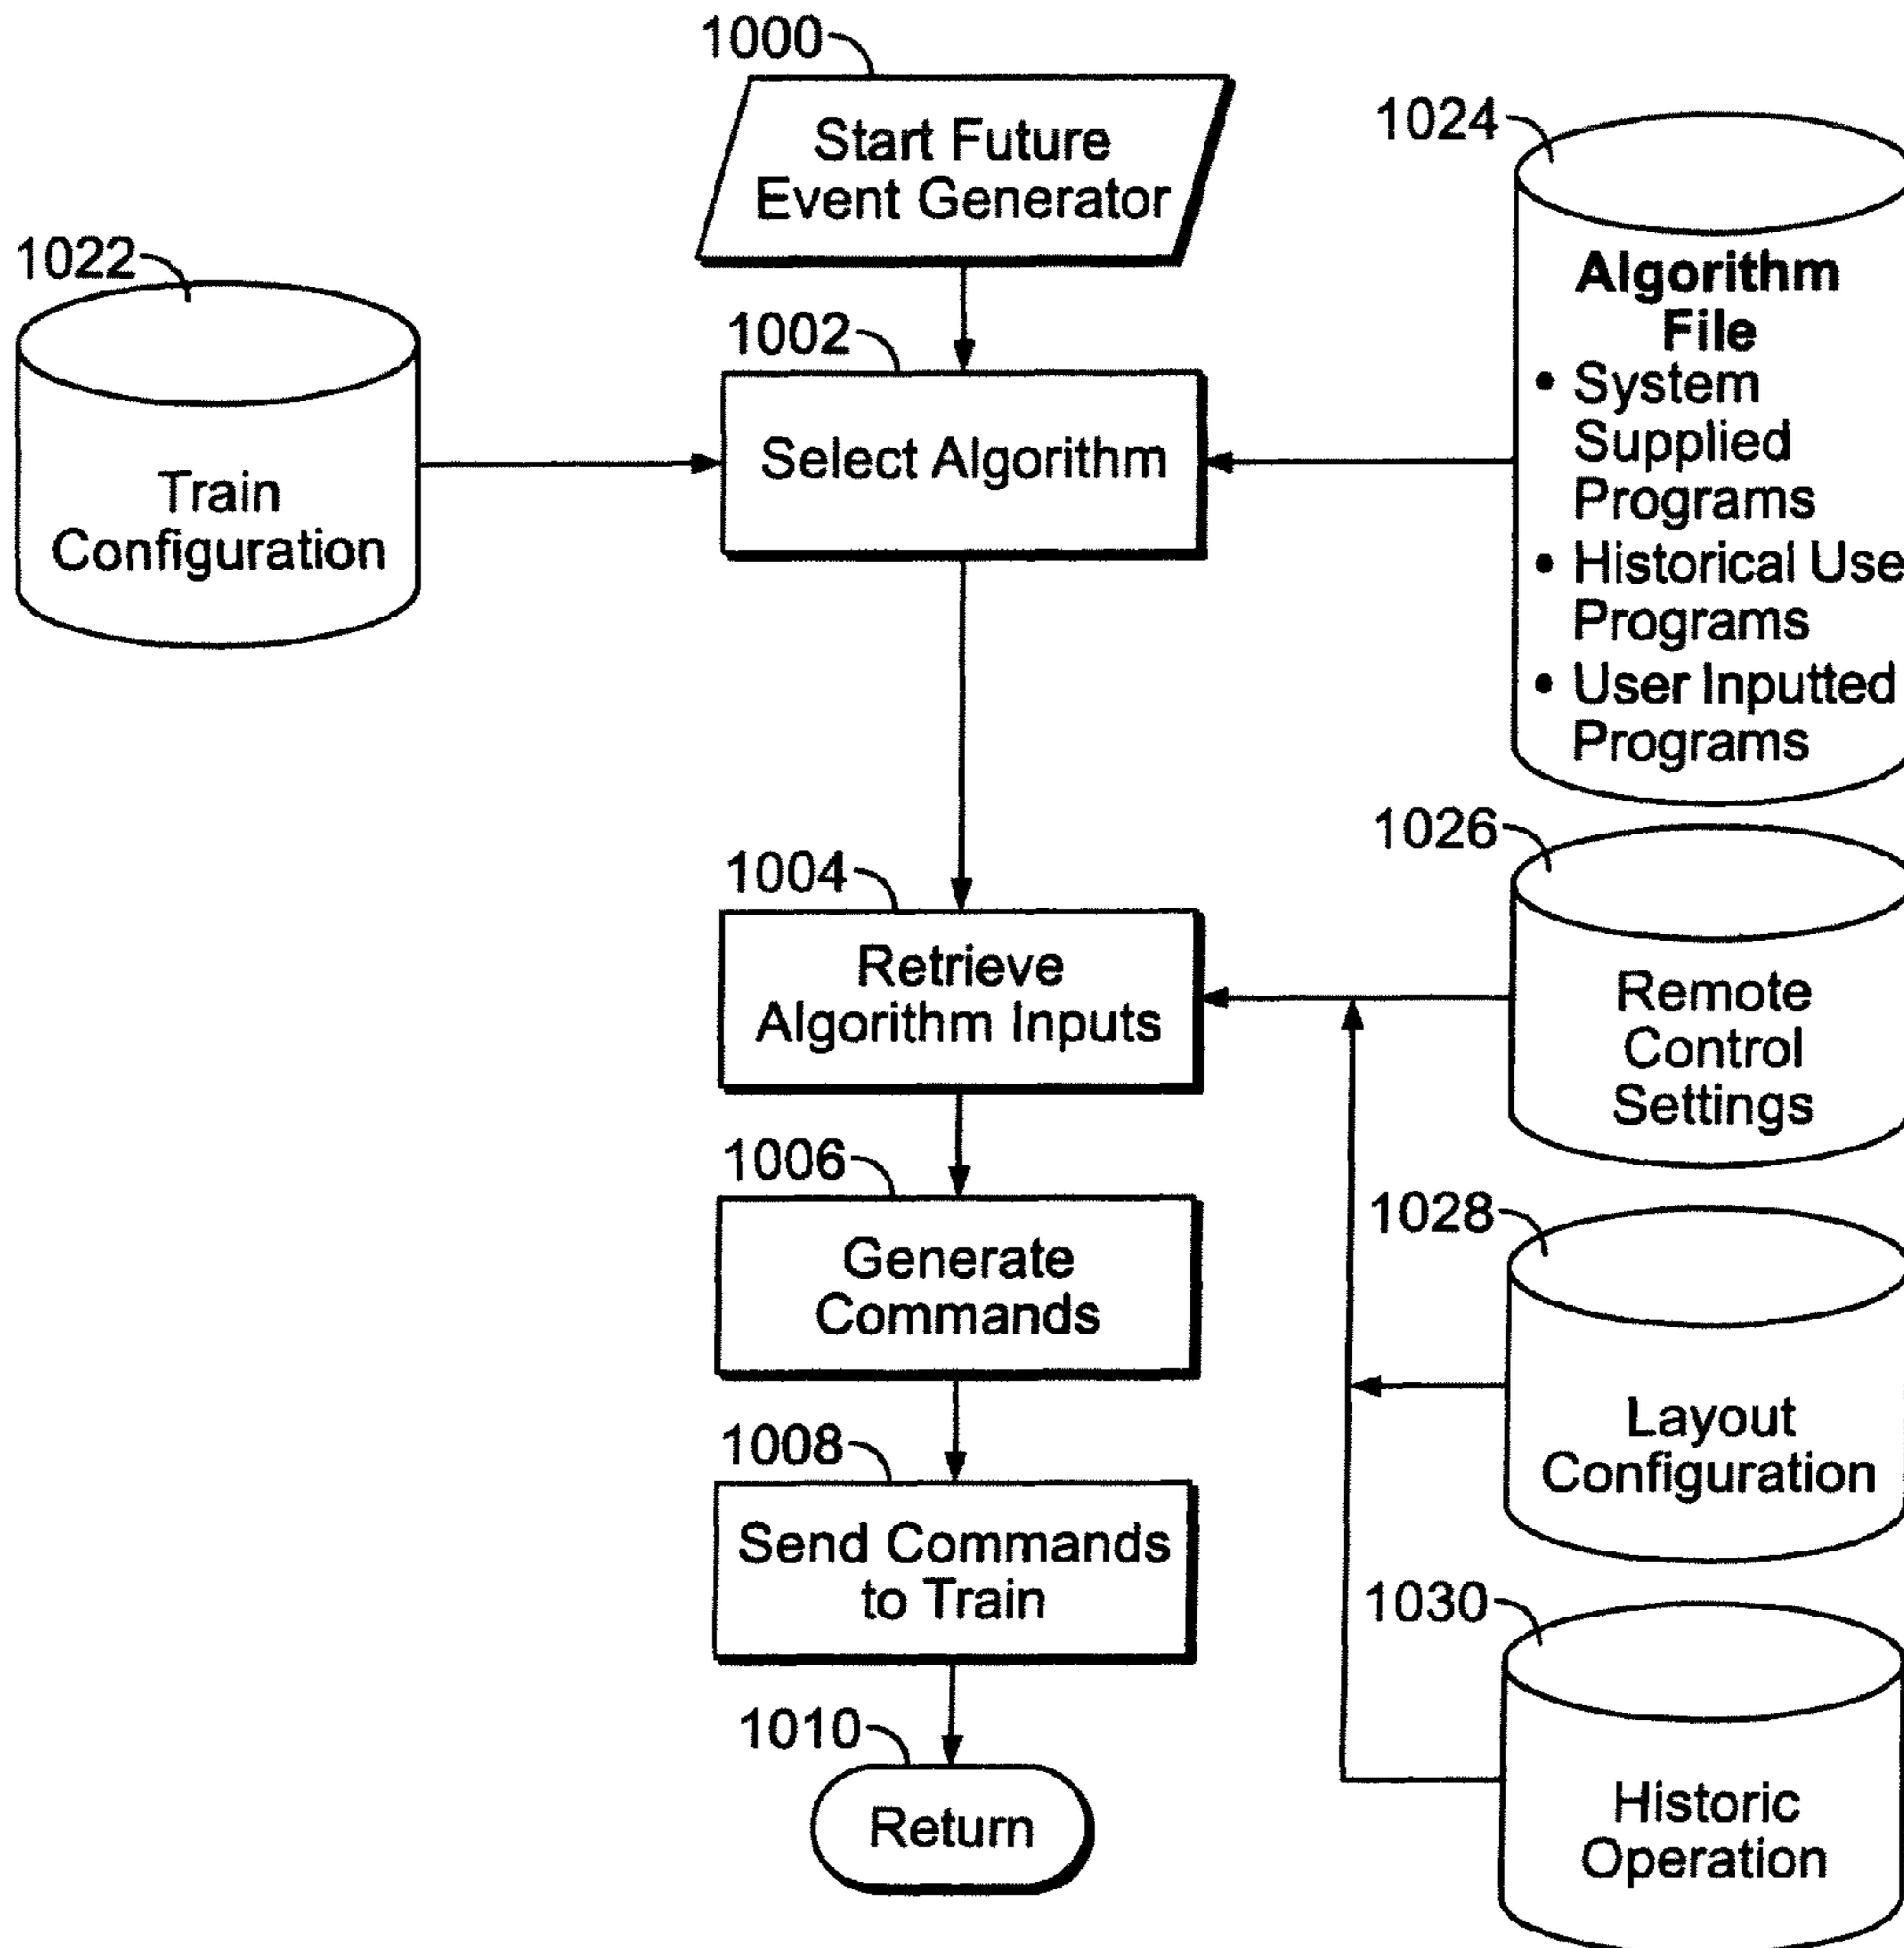 1000
Start Future
Event Generator
1022
Train
Configuration
1002
Select Algorithm
1024
Algorithm
File
• System
Supplied
Programs
• Historical Use
Programs
• User Inputted
Programs
1004
Retrieve
Algorithm Inputs
1026
Remote
Control
Settings
1006
Generate
Commands
1028
Layout
Configuration
1008
Send Commands
to Train
1030
Historic
Operation
1010
Return